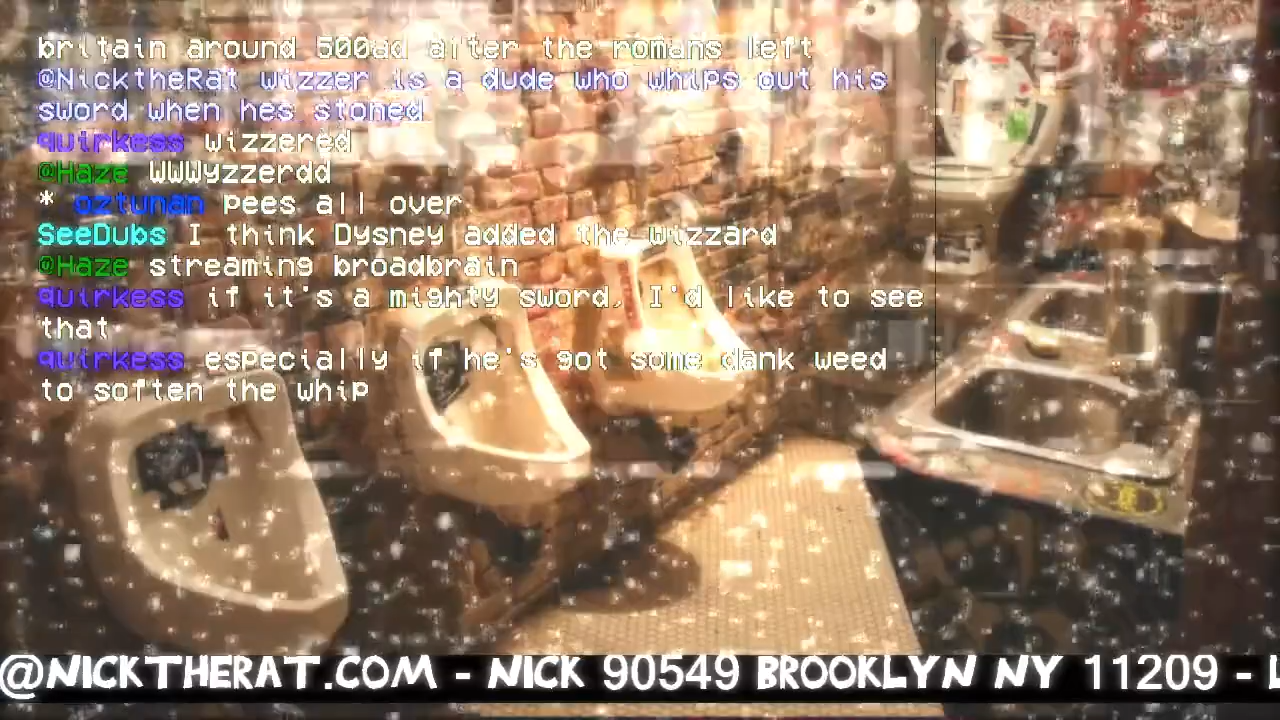 britain around 500ad after the romans left
@NicktheRat wizzer is a dude who whips out his
sword when hes stoned
quirkess wizzered
@Haze WWWyzzerdd
* oztunan pees all over
SeeDubs I think Dysney added the wizzard
@Haze streaming broadbrain
quirkess if it's a mighty sword, I'd like to see
that
quirkess especially if he's got some dank weed
to soften the whip
@NICKTHERAT.COM - NICK 90549 BROOKLYN NY 11209 - L